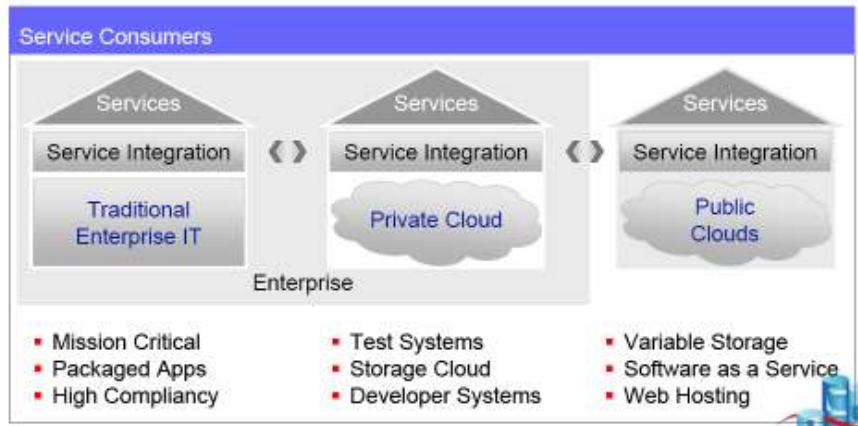 Service Consumers
Services
Services
Services
Service Integration
Service Integration
Service Integration
Traditional
Enterprise IT
Private Cloud
Public
Clouds
Enterprise
▪ Mission Critical
▪ Packaged Apps
▪ High Compliancy
▪ Test Systems
▪ Storage Cloud
▪ Developer Systems
▪ Variable Storage
▪ Software as a Service
▪ Web Hosting